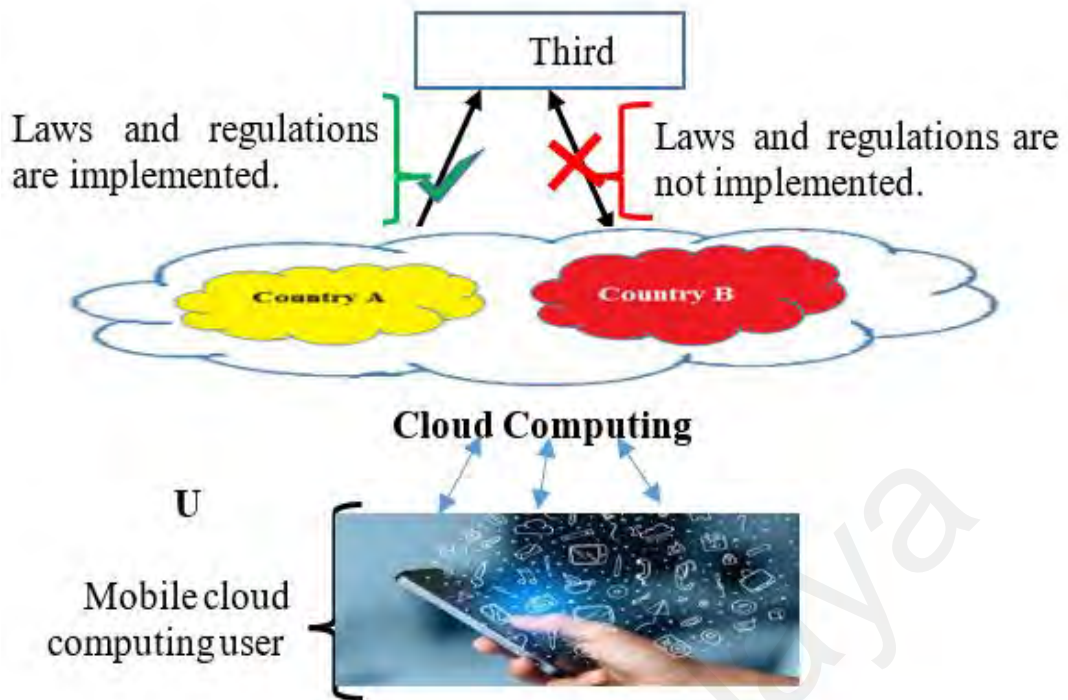 Third
Laws and regulations
are implemented.
Laws and regulations are
not implemented.
Country A
Country B
Cloud Computing
U
Mobile cloud
computing user
aya